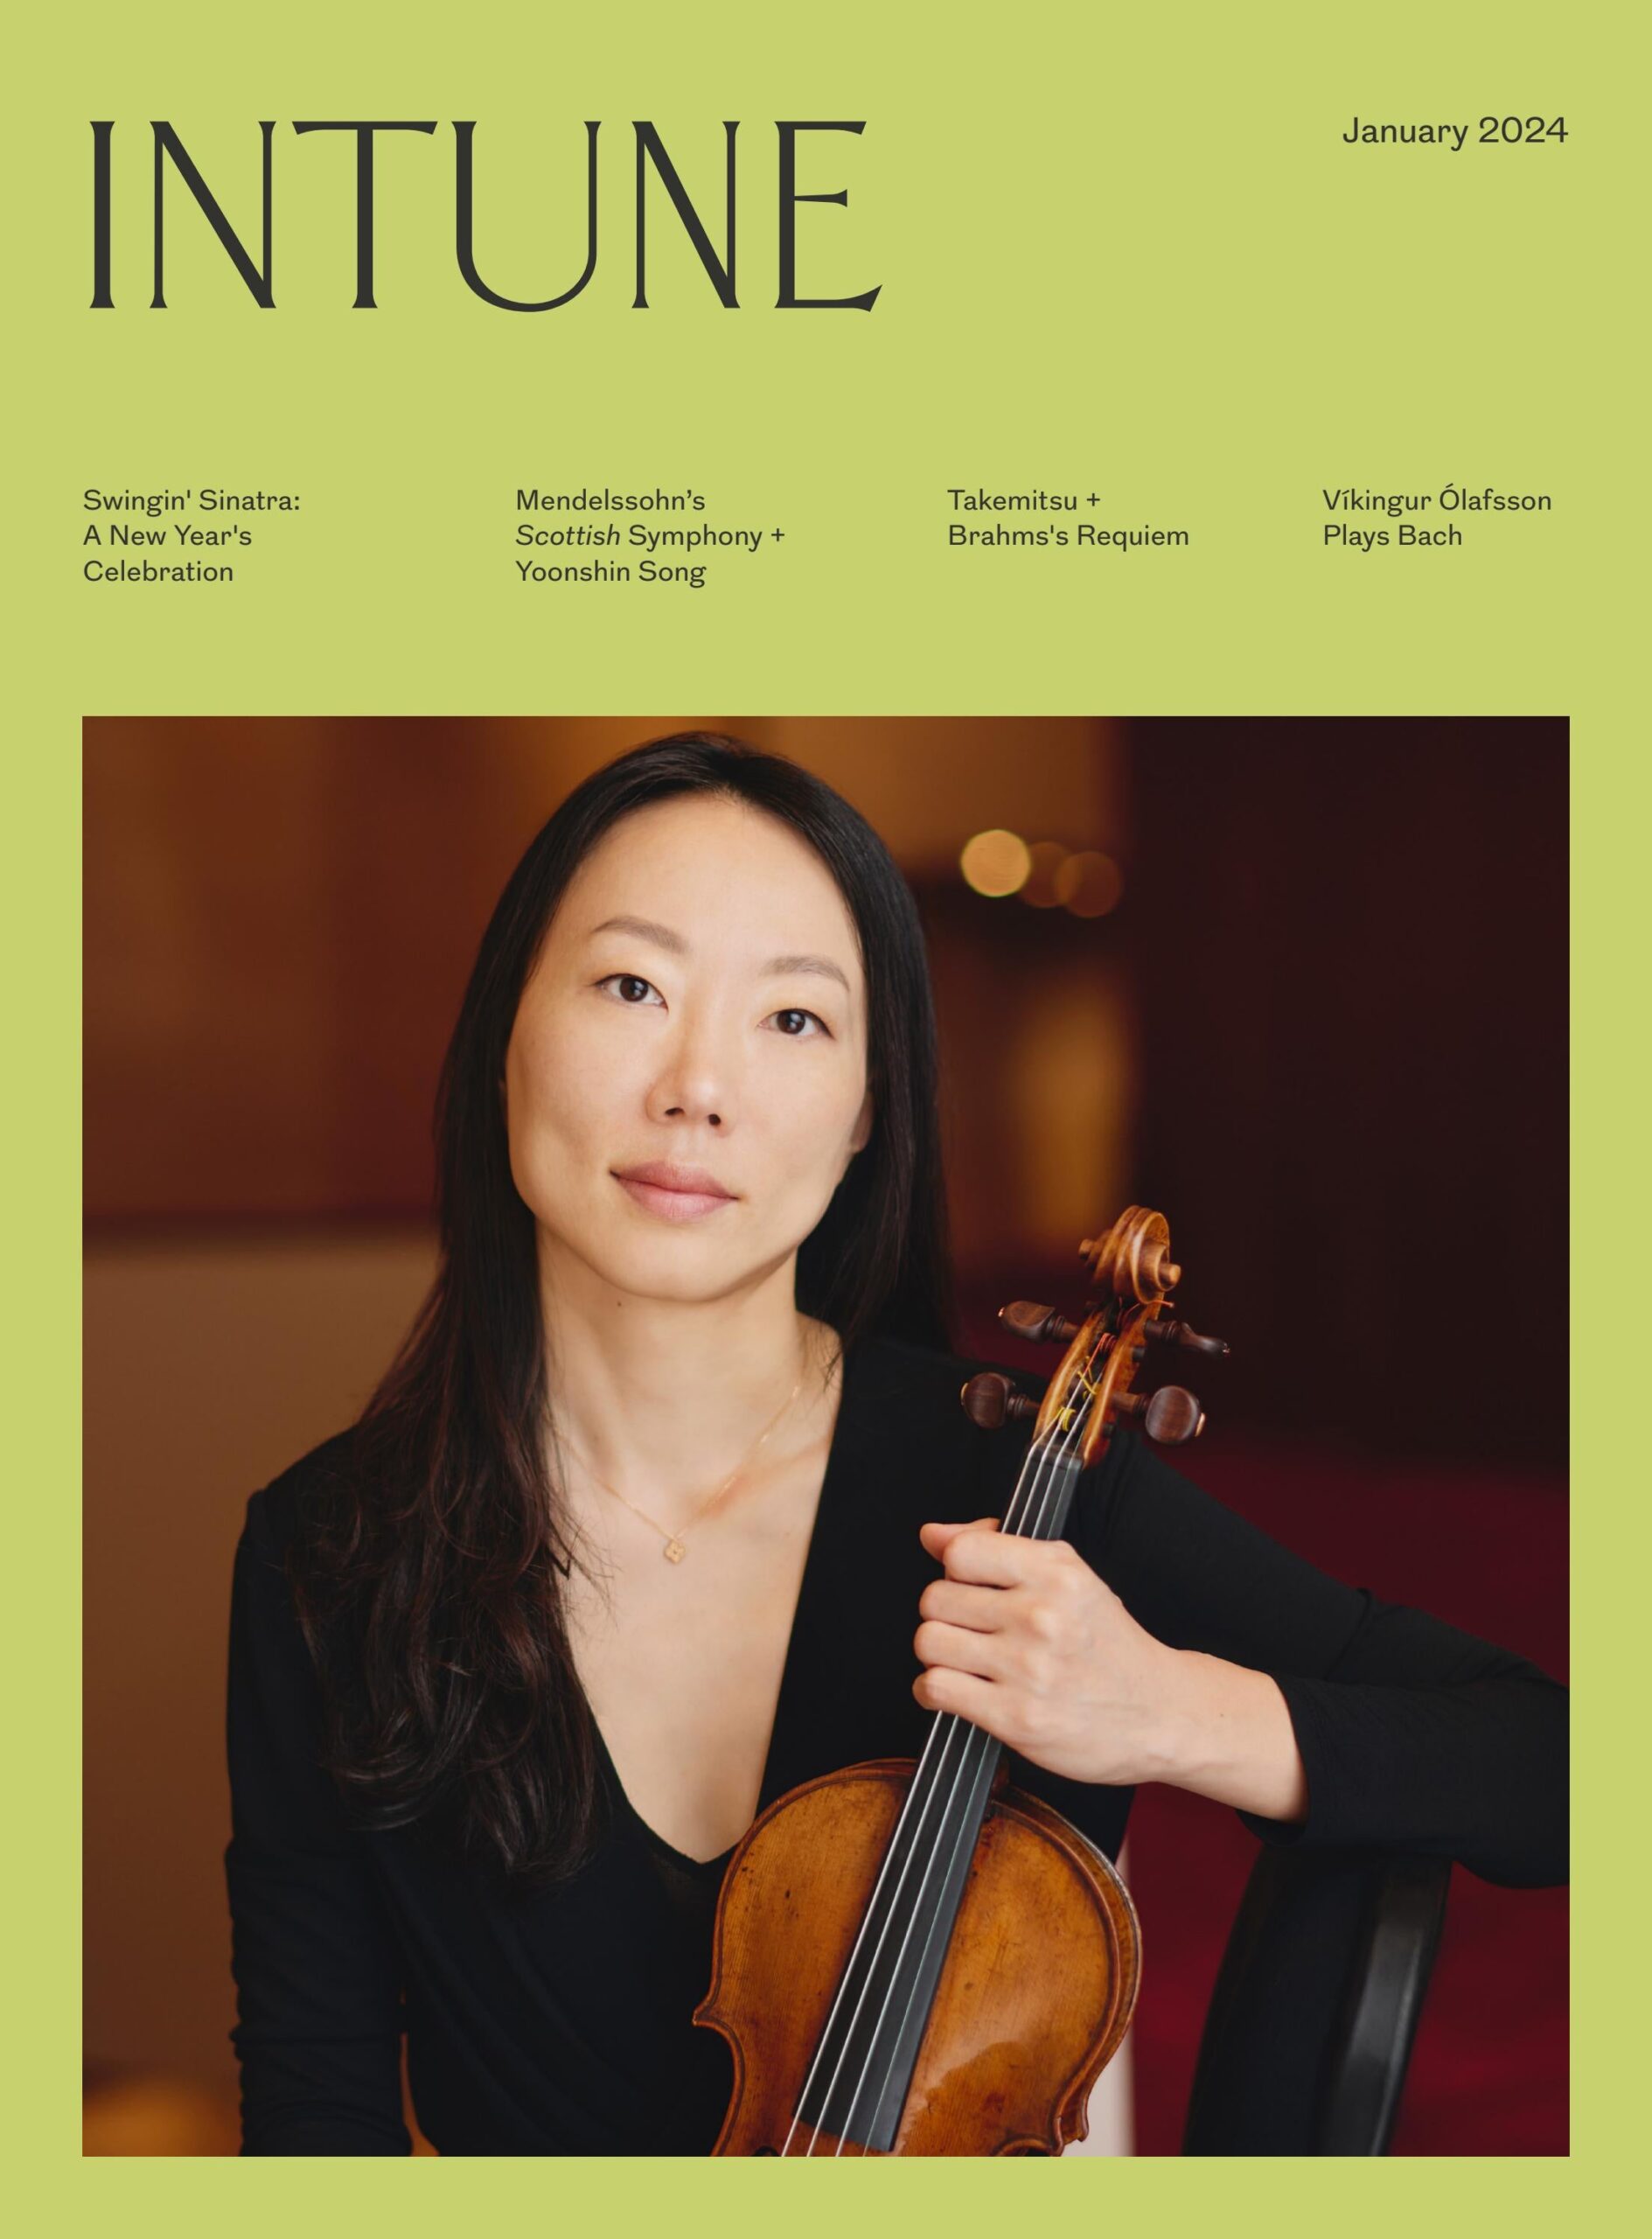 INTUNE
January 2024
Swingin' Sinatra:
A New Year's
Celebration
Mendelssohn’s
Scottish Symphony +
Yoonshin Song
Takemitsu +
Brahms's Requiem
Víkingur Ólafsson
Plays Bach